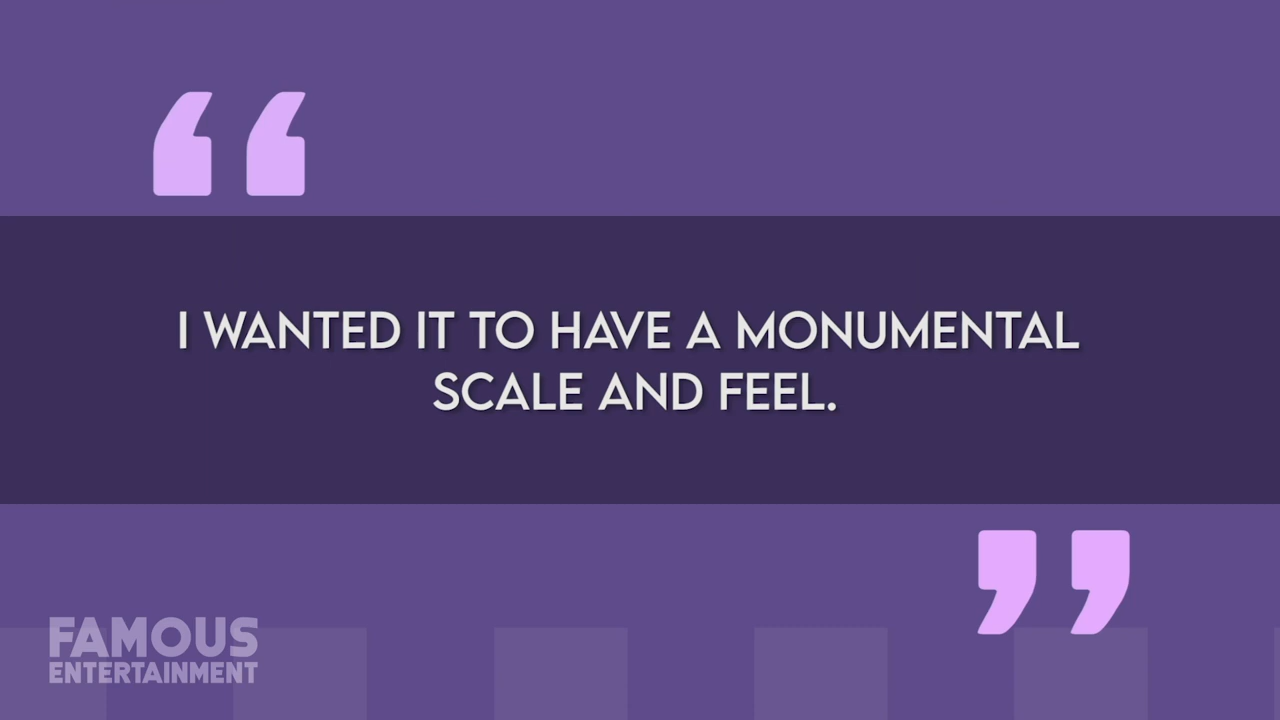 I WANTED IT TO HAVE A MONUMENTAL
SCALE AND FEEL.
FAMOUS
ENTERTAINMENT